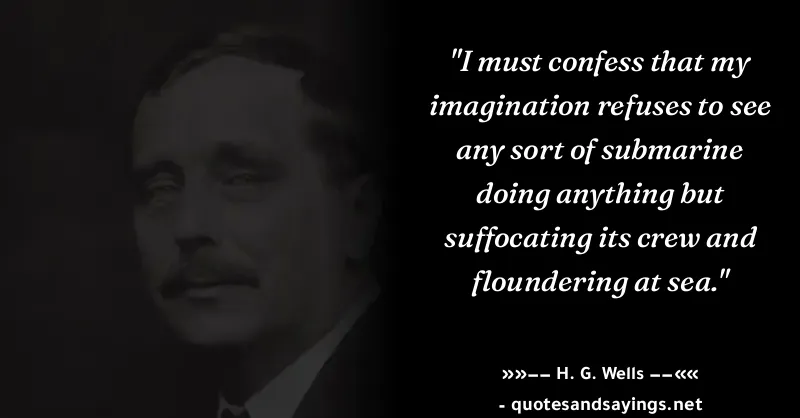 "I must confess that my
imagination refuses to see
any sort of submarine
doing anything but
suffocating its crew and
floundering at sea."
»»−− H. G. Wells −−««
- quotesandsayings.net